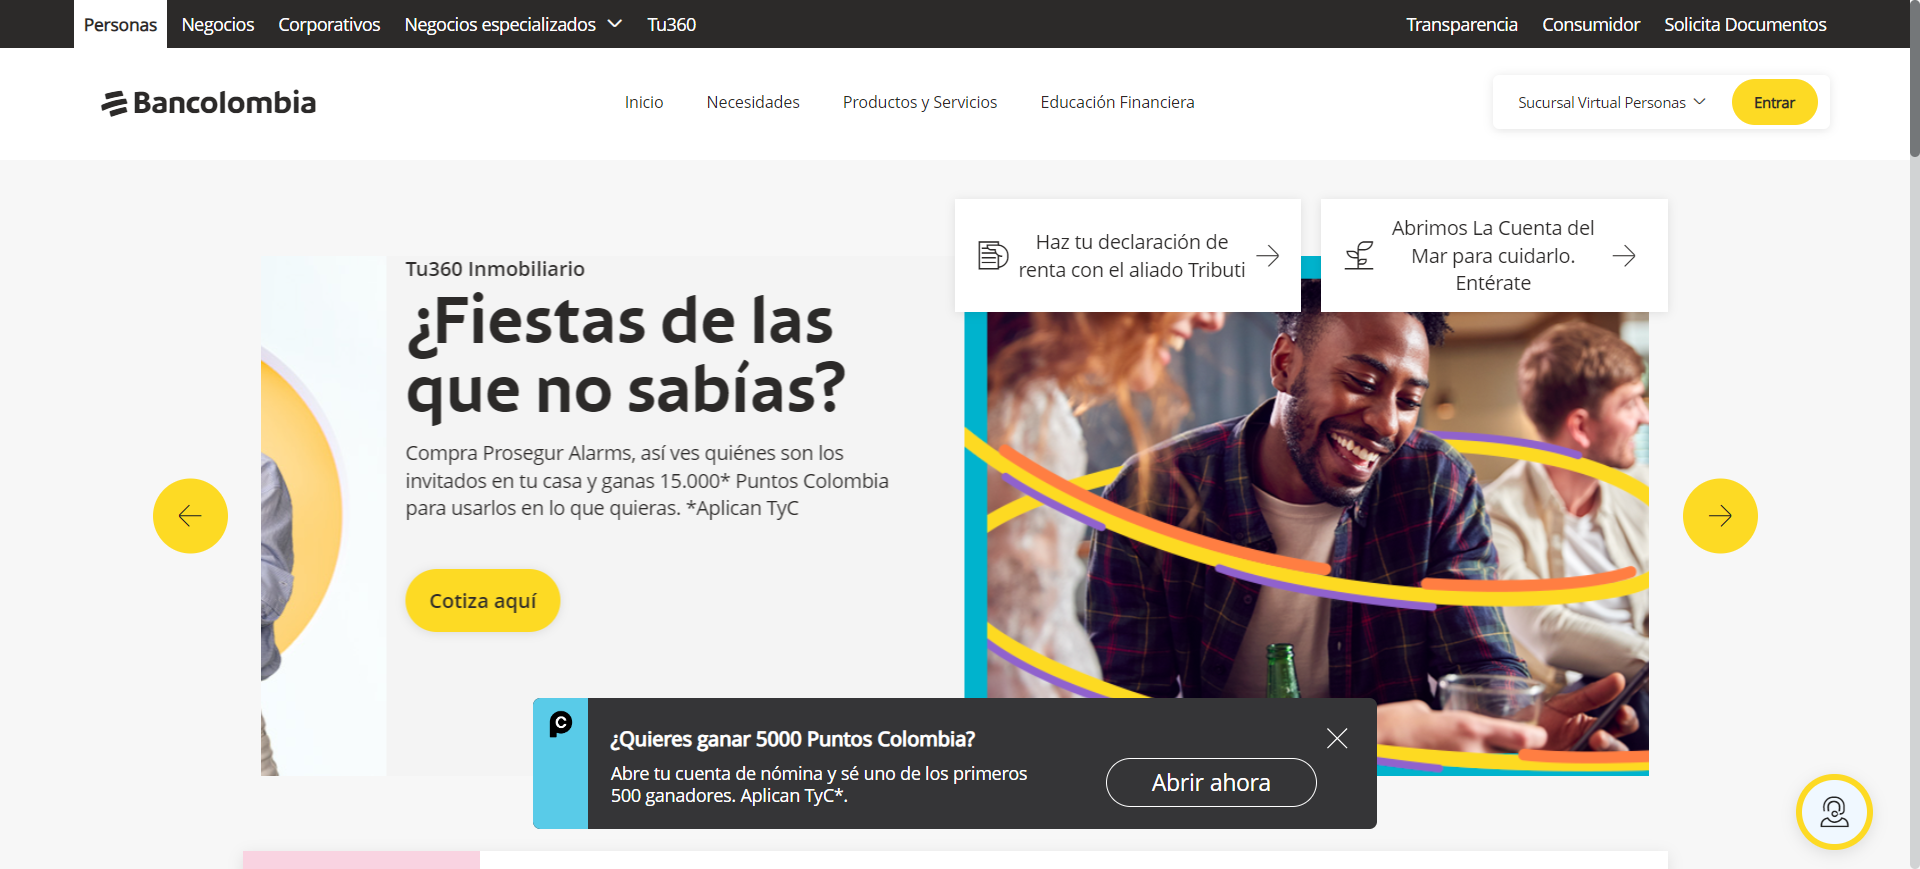 Personas
Negocios
Corporativos
Negocios especializados
Tu360
Transparencia
Consumidor
Solicita Documentos
Bancolombia
Inicio
Necesidades
Productos y Servicios
Educación Financiera
Sucursal Virtual Personas
Entrar
Haz tu declaración de
renta con el aliado Tributi
Abrimos La Cuenta del
Mar para cuidarlo.
Entérate
Tu360 Inmobiliario
¿Fiestas de las
que no sabías?
Compra Prosegur Alarms, así ves quiénes son los
invitados en tu casa y ganas 15.000* Puntos Colombia
para usarlos en lo que quieras. *Aplican TyC
Cotiza aquí
¿Quieres ganar 5000 Puntos Colombia?
Abre tu cuenta de nómina y sé uno de los primeros
500 ganadores. Aplican TyC*.
Abrir ahora